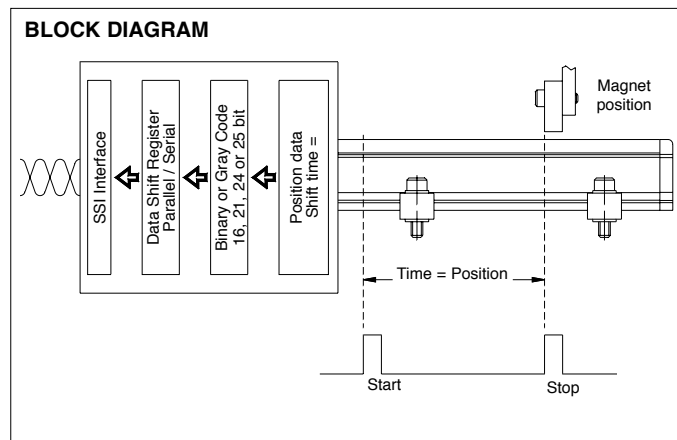 BLOCK DIAGRAM
SSI Interface
Data Shift Register
Parallel / Serial
Binary or Gray Code
16, 21, 24 or 25 bit
Position data
Shift time =
Magnet
position
Time = Position
Start
Stop